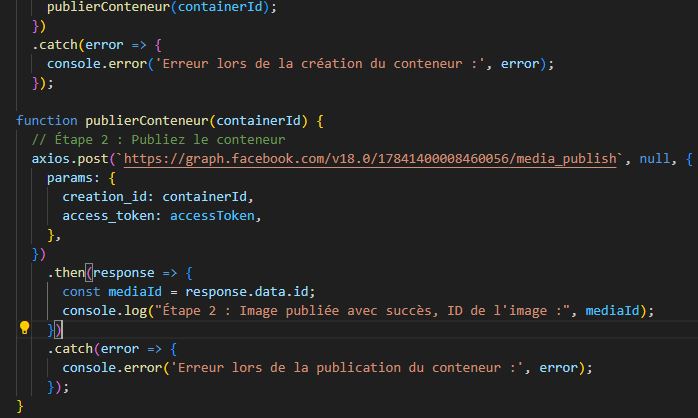 publierConteneur(containerId);
})
.catch(error => {
console.error('Erreur lors de la création du conteneur :', error);
});
function publierConteneur(containerId) {
// Étape 2 : Publiez le conteneur
axios.post(`https://graph.facebook.com/v18.0/17841400008460056/media_publish`, null, {
params: {
creation_id: containerId,
access_token: accessToken,
},
})
.then(response => {
const mediaId = response.data.id;
console.log("Étape 2 : Image publiée avec succès, ID de l'image :", mediaId);
})
.catch(error => {
console.error('Erreur lors de la publication du conteneur :', error);
});
}